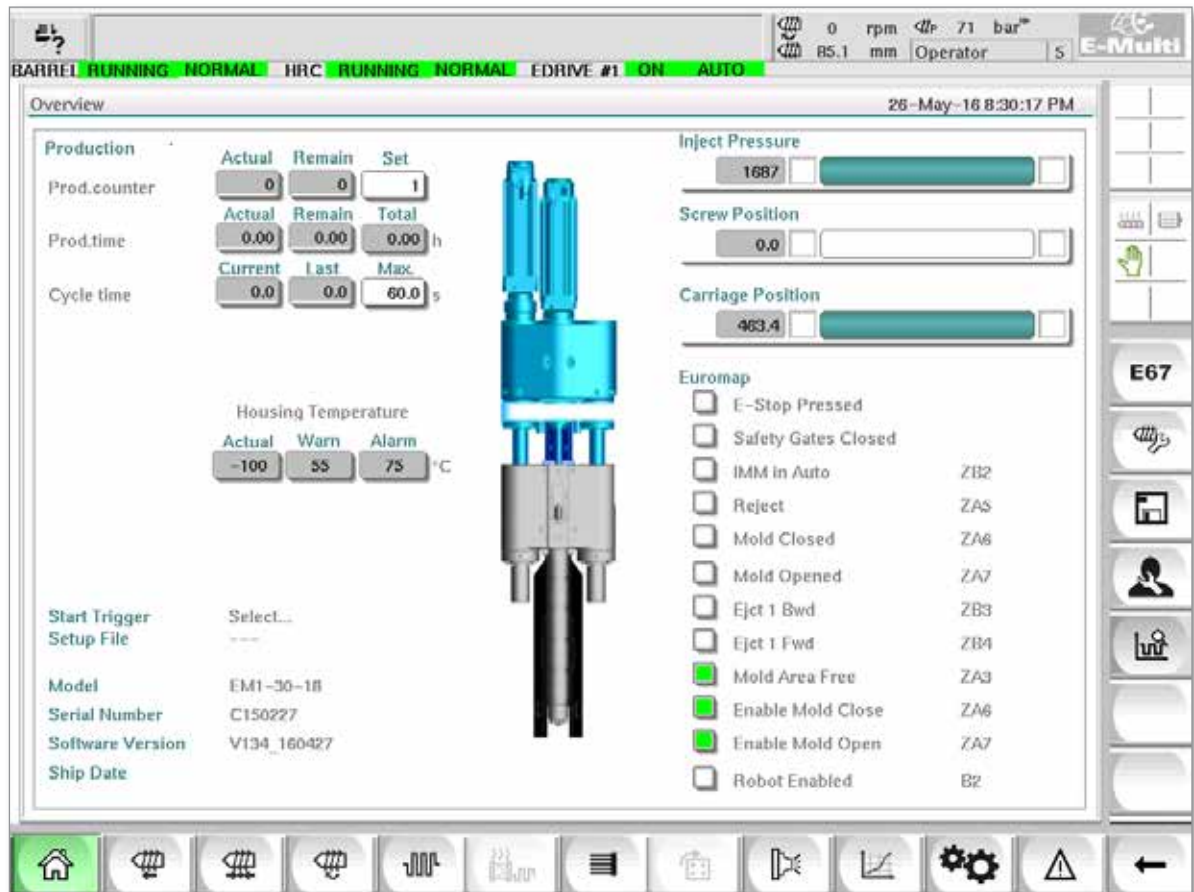 0 rpm P 71 bar
85.1 mm Operator 5 E-Multi
BARREL RUNNING NORMAL HRC RUNNING NORMAL EDRIVE #1 ON AUTO
Overview 26-May-16 8:30:17 PM
Production
Actual Remain Set
Prod.counter 0 0 1
Actual Remain Total
Prod.time 0.00 0.00 0.00 h
Current Last Max.
Cycle time 0.0 0.0 60.0 s
Housing Temperature
Actual Warn Alarm
-100 55 75 °C
Start Trigger Select...
Setup File ---
Model EM1-30-18
Serial Number C150227
Software Version V134_160427
Ship Date
Inject Pressure
1687
Screw Position
0.0
Carriage Position
463.4
Euromap
E-Stop Pressed
Safety Gates Closed
IMM in Auto ZB2
Reject ZA5
Mold Closed ZA6
Mold Opened ZA7
Ejct 1 Bwd ZB3
Ejct 1 Fwd ZB4
Mold Area Free ZA3
Enable Mold Close ZA6
Enable Mold Open ZA7
Robot Enabled B2
E67